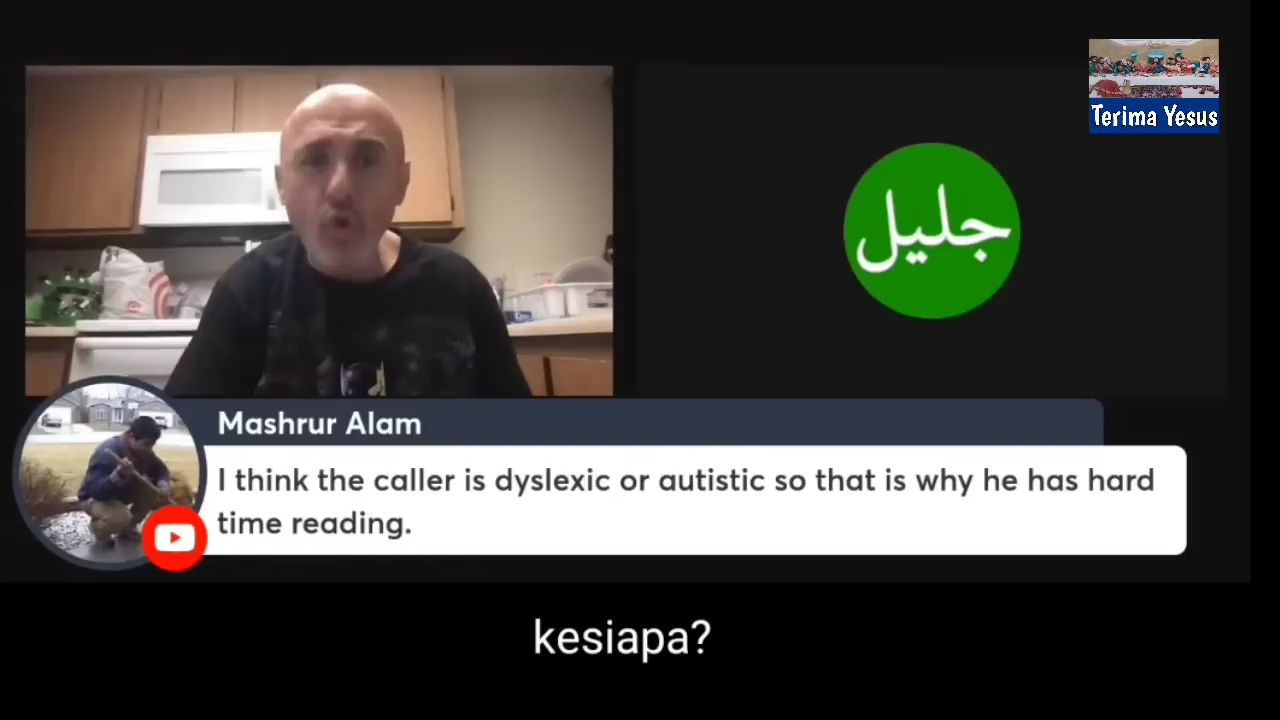 Terima Yesus
جليل
Mashrur Alam
I think the caller is dyslexic or autistic so that is why he has hard
time reading.
kesiapa?